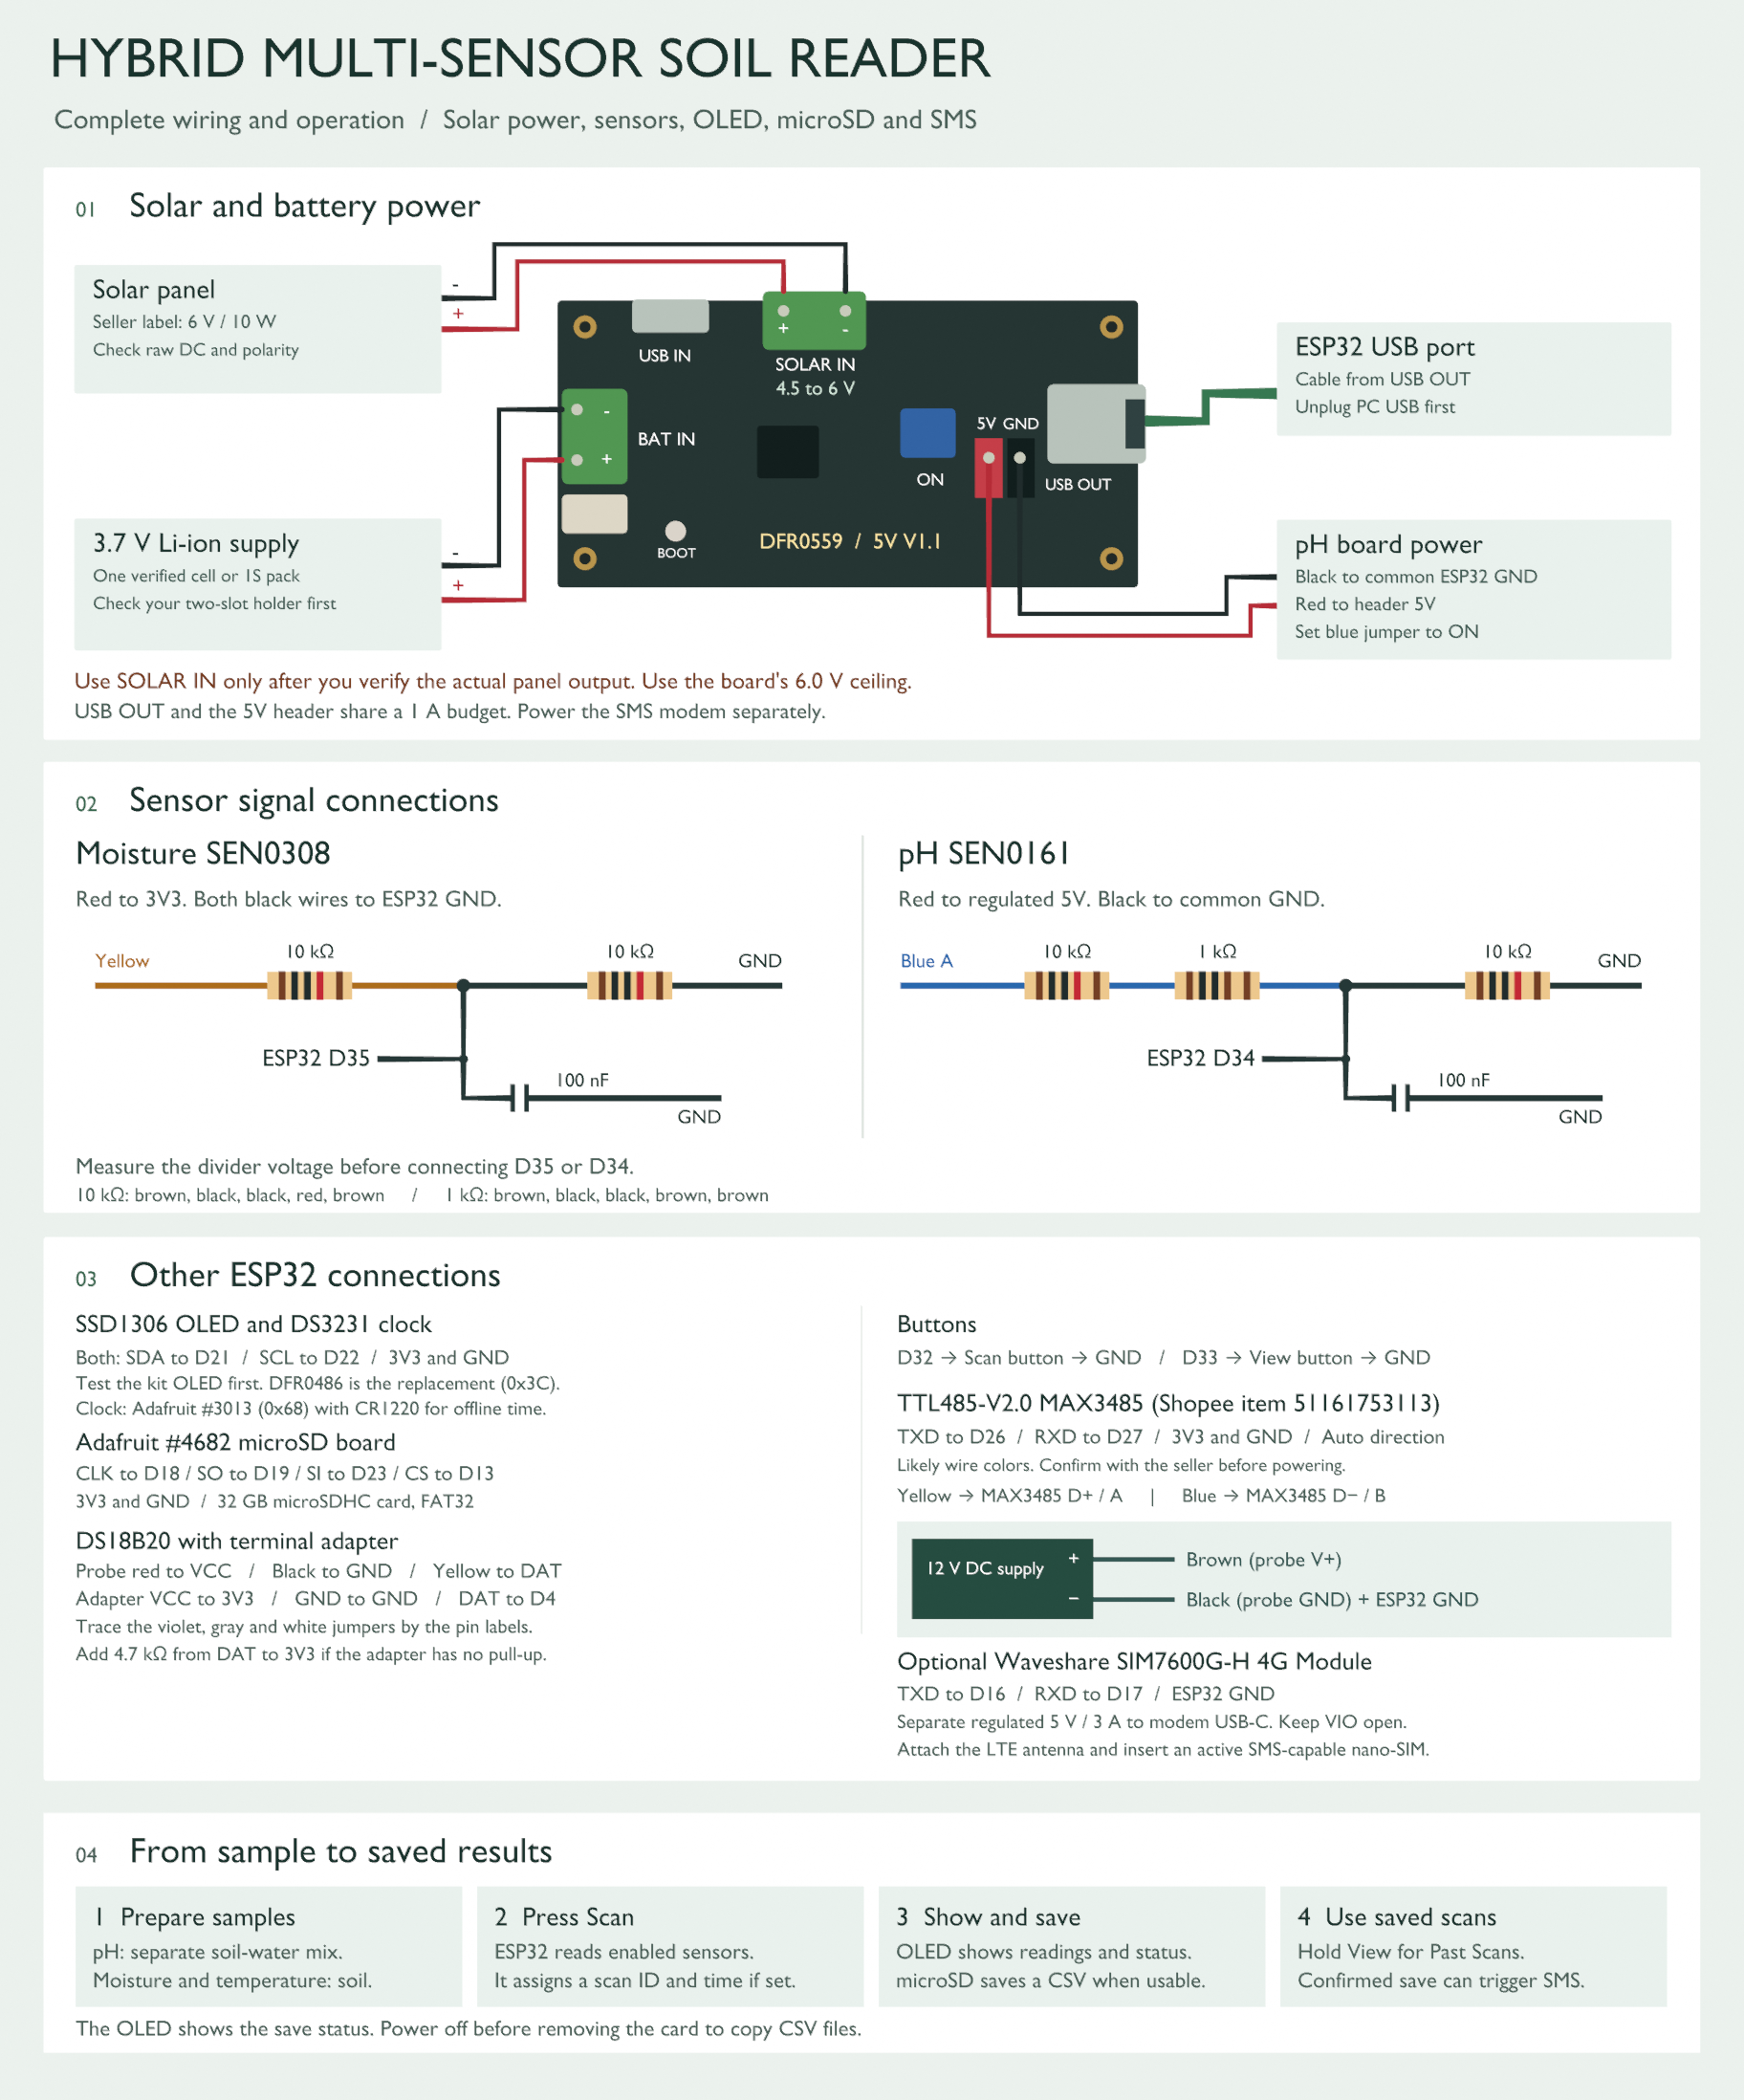 HYBRID MULTI-SENSOR SOIL READER
Complete wiring and operation / Solar power, sensors, OLED, microSD and SMS
01 Solar and battery power
Solar panel
Seller label: 6 V / 10 W
Check raw DC and polarity
-
+
USB IN
+ -
SOLAR IN
4.5 to 6 V
-
BAT IN
+
ON
5V GND
USB OUT
BOOT
DFR0559 / 5V V1.1
ESP32 USB port
Cable from USB OUT
Unplug PC USB first
3.7 V Li-ion supply
One verified cell or 1S pack
Check your two-slot holder first
-
+
pH board power
Black to common ESP32 GND
Red to header 5V
Set blue jumper to ON
Use SOLAR IN only after you verify the actual panel output. Use the board's 6.0 V ceiling.
USB OUT and the 5V header share a 1 A budget. Power the SMS modem separately.
02 Sensor signal connections
Moisture SEN0308
Red to 3V3. Both black wires to ESP32 GND.
Yellow
10 kΩ
10 kΩ
GND
ESP32 D35
100 nF
GND
pH SEN0161
Red to regulated 5V. Black to common GND.
Blue A
10 kΩ
1 kΩ
10 kΩ
GND
ESP32 D34
100 nF
GND
Measure the divider voltage before connecting D35 or D34.
10 kΩ: brown, black, black, red, brown / 1 kΩ: brown, black, black, brown, brown
03 Other ESP32 connections
SSD1306 OLED and DS3231 clock
Both: SDA to D21 / SCL to D22 / 3V3 and GND
Test the kit OLED first. DFR0486 is the replacement (0x3C).
Clock: Adafruit #3013 (0x68) with CR1220 for offline time.
Adafruit #4682 microSD board
CLK to D18 / SO to D19 / SI to D23 / CS to D13
3V3 and GND / 32 GB microSDHC card, FAT32
DS18B20 with terminal adapter
Probe red to VCC / Black to GND / Yellow to DAT
Adapter VCC to 3V3 / GND to GND / DAT to D4
Trace the violet, gray and white jumpers by the pin labels.
Add 4.7 kΩ from DAT to 3V3 if the adapter has no pull-up.
Buttons
D32 → Scan button → GND / D33 → View button → GND
TTL485-V2.0 MAX3485 (Shopee item 51161753113)
TXD to D26 / RXD to D27 / 3V3 and GND / Auto direction
Likely wire colors. Confirm with the seller before powering.
Yellow → MAX3485 D+ / A | Blue → MAX3485 D− / B
12 V DC supply
+ Brown (probe V+)
− Black (probe GND) + ESP32 GND
Optional Waveshare SIM7600G-H 4G Module
TXD to D16 / RXD to D17 / ESP32 GND
Separate regulated 5 V / 3 A to modem USB-C. Keep VIO open.
Attach the LTE antenna and insert an active SMS-capable nano-SIM.
04 From sample to saved results
1 Prepare samples
pH: separate soil-water mix.
Moisture and temperature: soil.
2 Press Scan
ESP32 reads enabled sensors.
It assigns a scan ID and time if set.
3 Show and save
OLED shows readings and status.
microSD saves a CSV when usable.
4 Use saved scans
Hold View for Past Scans.
Confirmed save can trigger SMS.
The OLED shows the save status. Power off before removing the card to copy CSV files.